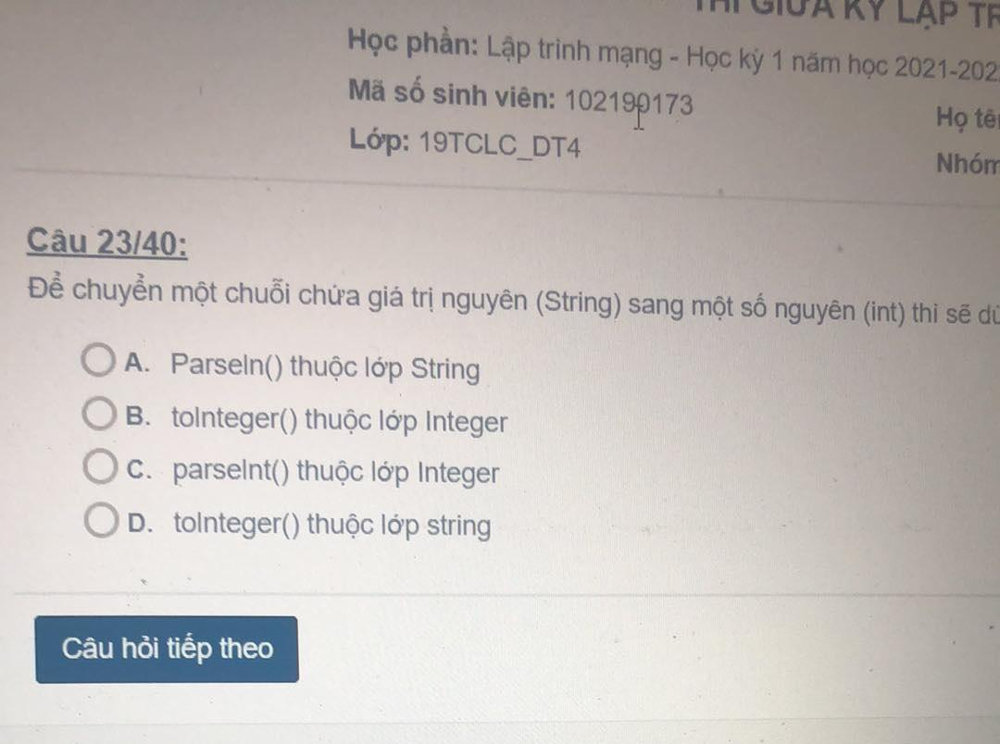 THI GIỮA KỲ LẬP
Học phần: Lập trình mạng - Học kỳ 1 năm học 2021-202
Mã số sinh viên: 102190173
Họ tê
Lớp: 19TCLC_DT4
Nhóm
Câu 23/40:
Để chuyển một chuỗi chứa giá trị nguyên (String) sang một số nguyên (int) thì sẽ dù
A. ParseIn() thuộc lớp String
B. toInteger() thuộc lớp Integer
C. parseInt() thuộc lớp Integer
D. toInteger() thuộc lớp string
Câu hỏi tiếp theo